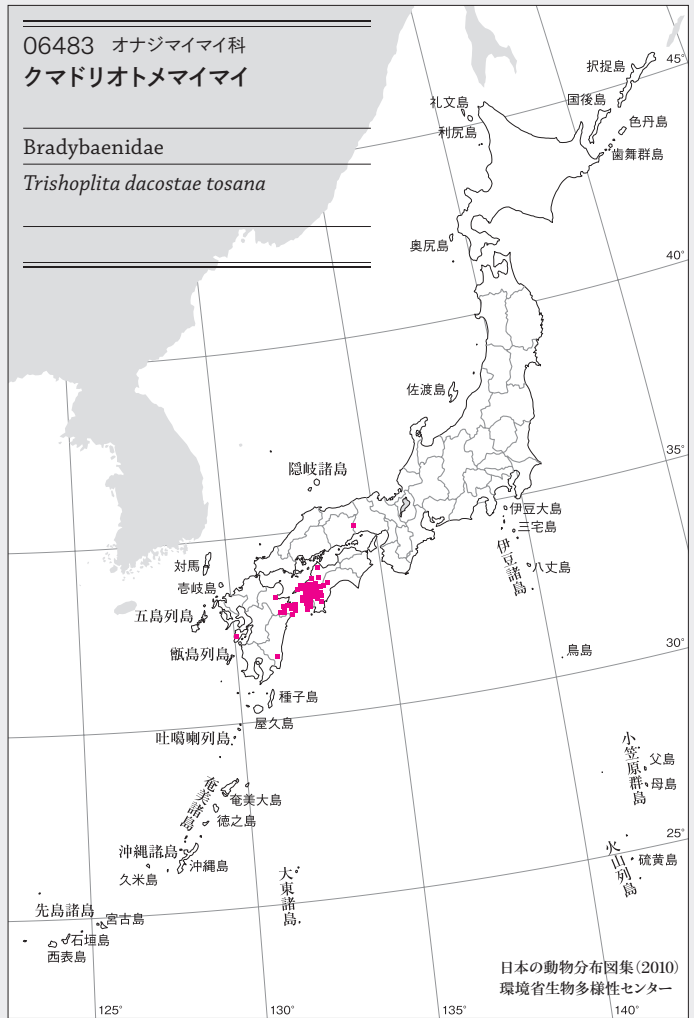 06483 オナジマイマイ科
クマドリオトメマイマイ
Bradybaenidae
Trishoplita dacostae tosana
45°
択捉島
礼文島
国後島
色丹島
利尻島
歯舞群島
奥尻島
40°
佐渡島
35°
隠岐諸島
伊豆大島
三宅島
伊豆諸島
八丈島
対馬
壱岐島
五島列島
甑島列島
鳥島
30°
種子島
屋久島
吐噶喇列島
小笠原群島
父島
母島
奄美諸島
奄美大島
徳之島
25°
沖縄諸島
沖縄島
久米島
火山列島
硫黄島
大東諸島
先島諸島
宮古島
石垣島
西表島
日本の動物分布図集(2010)
環境省生物多様性センター
125°
130°
135°
140°